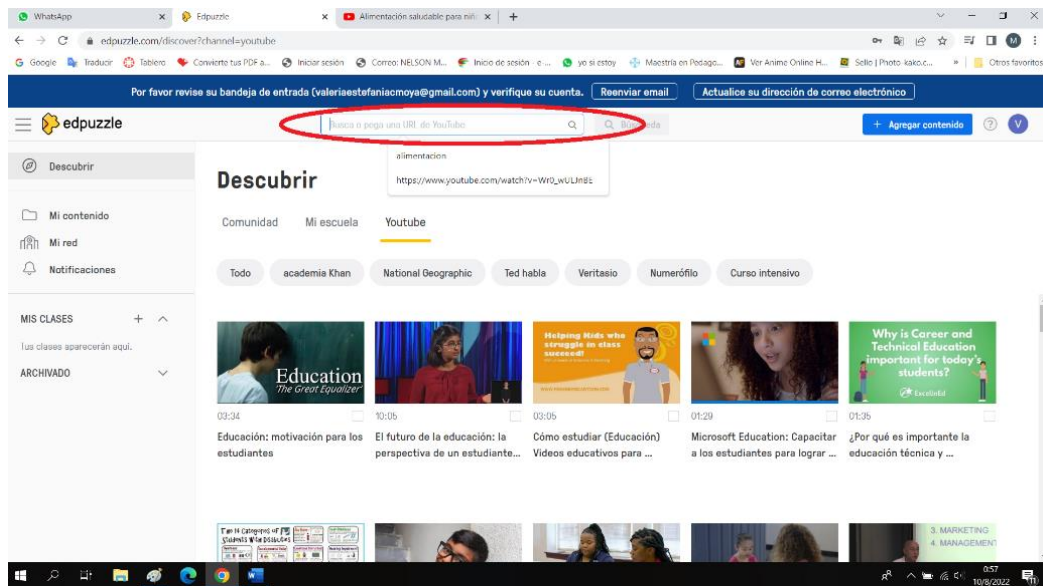 WhatsApp
Edpuzzle
Alimentación saludable para niñ
edpuzzle.com/discover?channel=youtube
M
Google
Traducir
Tablero
Convierte tus PDF a...
Iniciar sesión
Correo: NELSON M...
Inicio de sesión - e ...
yo si estoy
Maestría en Pedago...
Ver Anime Online H...
Sello | Photo-kako.c...
»
Otros favoritos
Por favor revise su bandeja de entrada (valeriaestefaniacmoya@gmail.com) y verifique su cuenta.
Reenviar email
Actualice su dirección de correo electrónico
edpuzzle
Busca o pega una URL de YouTube
+ Agregar contenido
?
V
alimentacion
Descubrir
Mi contenido
Mi red
Notificaciones
MIS CLASES
Tus clases aparecerán aquí.
ARCHIVADO
Descubrir
Comunidad
Mi escuela
Youtube
Todo
academia Khan
National Geographic
Ted habla
Veritasio
Numerófilo
Curso intensivo
Education
The Great Equalizer
Helping Kids who
struggle in class
succeed!
Why is Career and
Technical Education
important for today's
students?
ExcelinEd
03:34
10:05
03:05
01:29
01:35
Educación: motivación para los
estudiantes
El futuro de la educación: la
perspectiva de un estudiante...
Cómo estudiar (Educación)
Videos educativos para ...
Microsoft Education: Capacitar
a los estudiantes para lograr ...
¿Por qué es importante la
educación técnica y ...
3. MARKETING
4. MANAGEMENT
0:57
10/8/2022